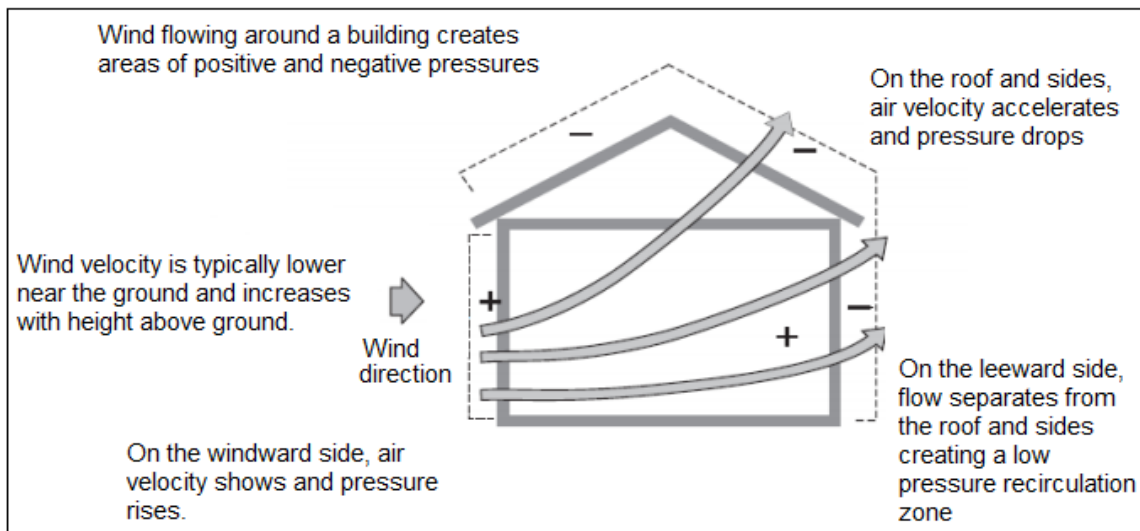 Wind flowing around a building creates
areas of positive and negative pressures
On the roof and sides,
air velocity accelerates
and pressure drops
Wind velocity is typically lower
near the ground and increases
with height above ground.
Wind
direction
On the windward side, air
velocity shows and pressure
rises.
On the leeward side,
flow separates from
the roof and sides
creating a low
pressure recirculation
zone
−
−
+
−
+